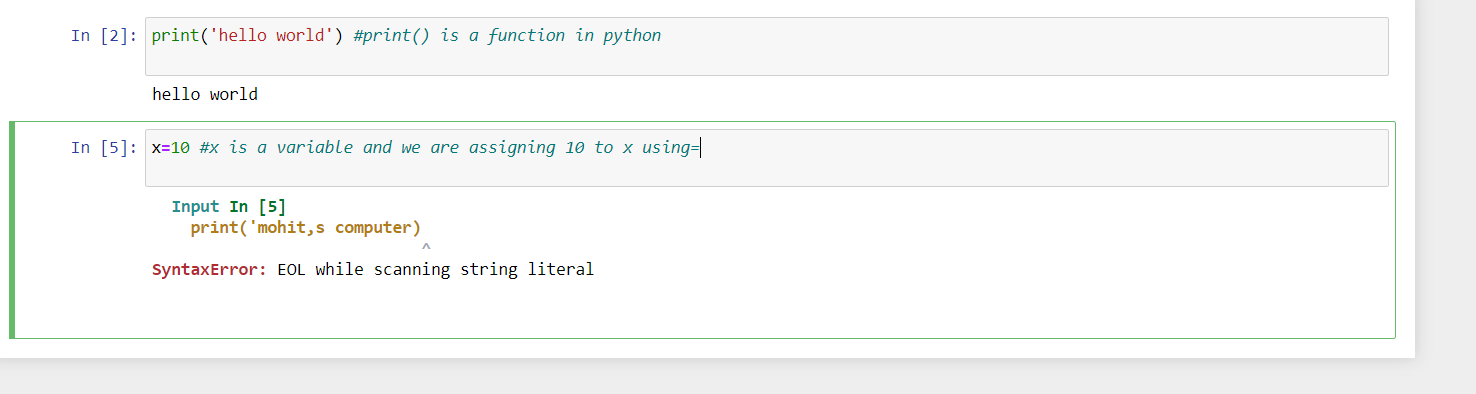 In [2]: print('hello world') #print() is a function in python
hello world
In [5]: x=10 #x is a variable and we are assigning 10 to x using=
Input In [5]
print('mohit,s computer)
^
SyntaxError: EOL while scanning string literal